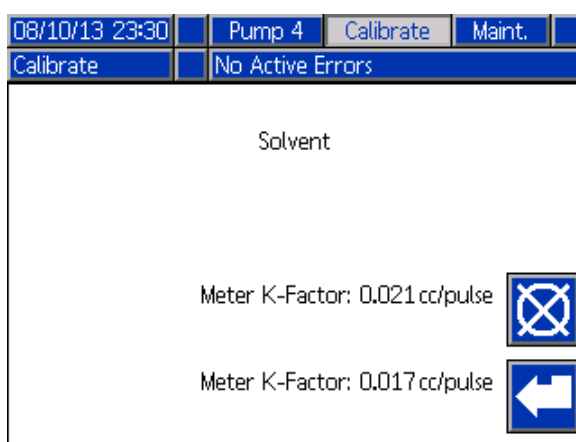 08/10/13 23:30 Pump 4 Calibrate Maint.
Calibrate No Active Errors
Solvent
Meter K-Factor: 0.021 cc/pulse
Meter K-Factor: 0.017 cc/pulse